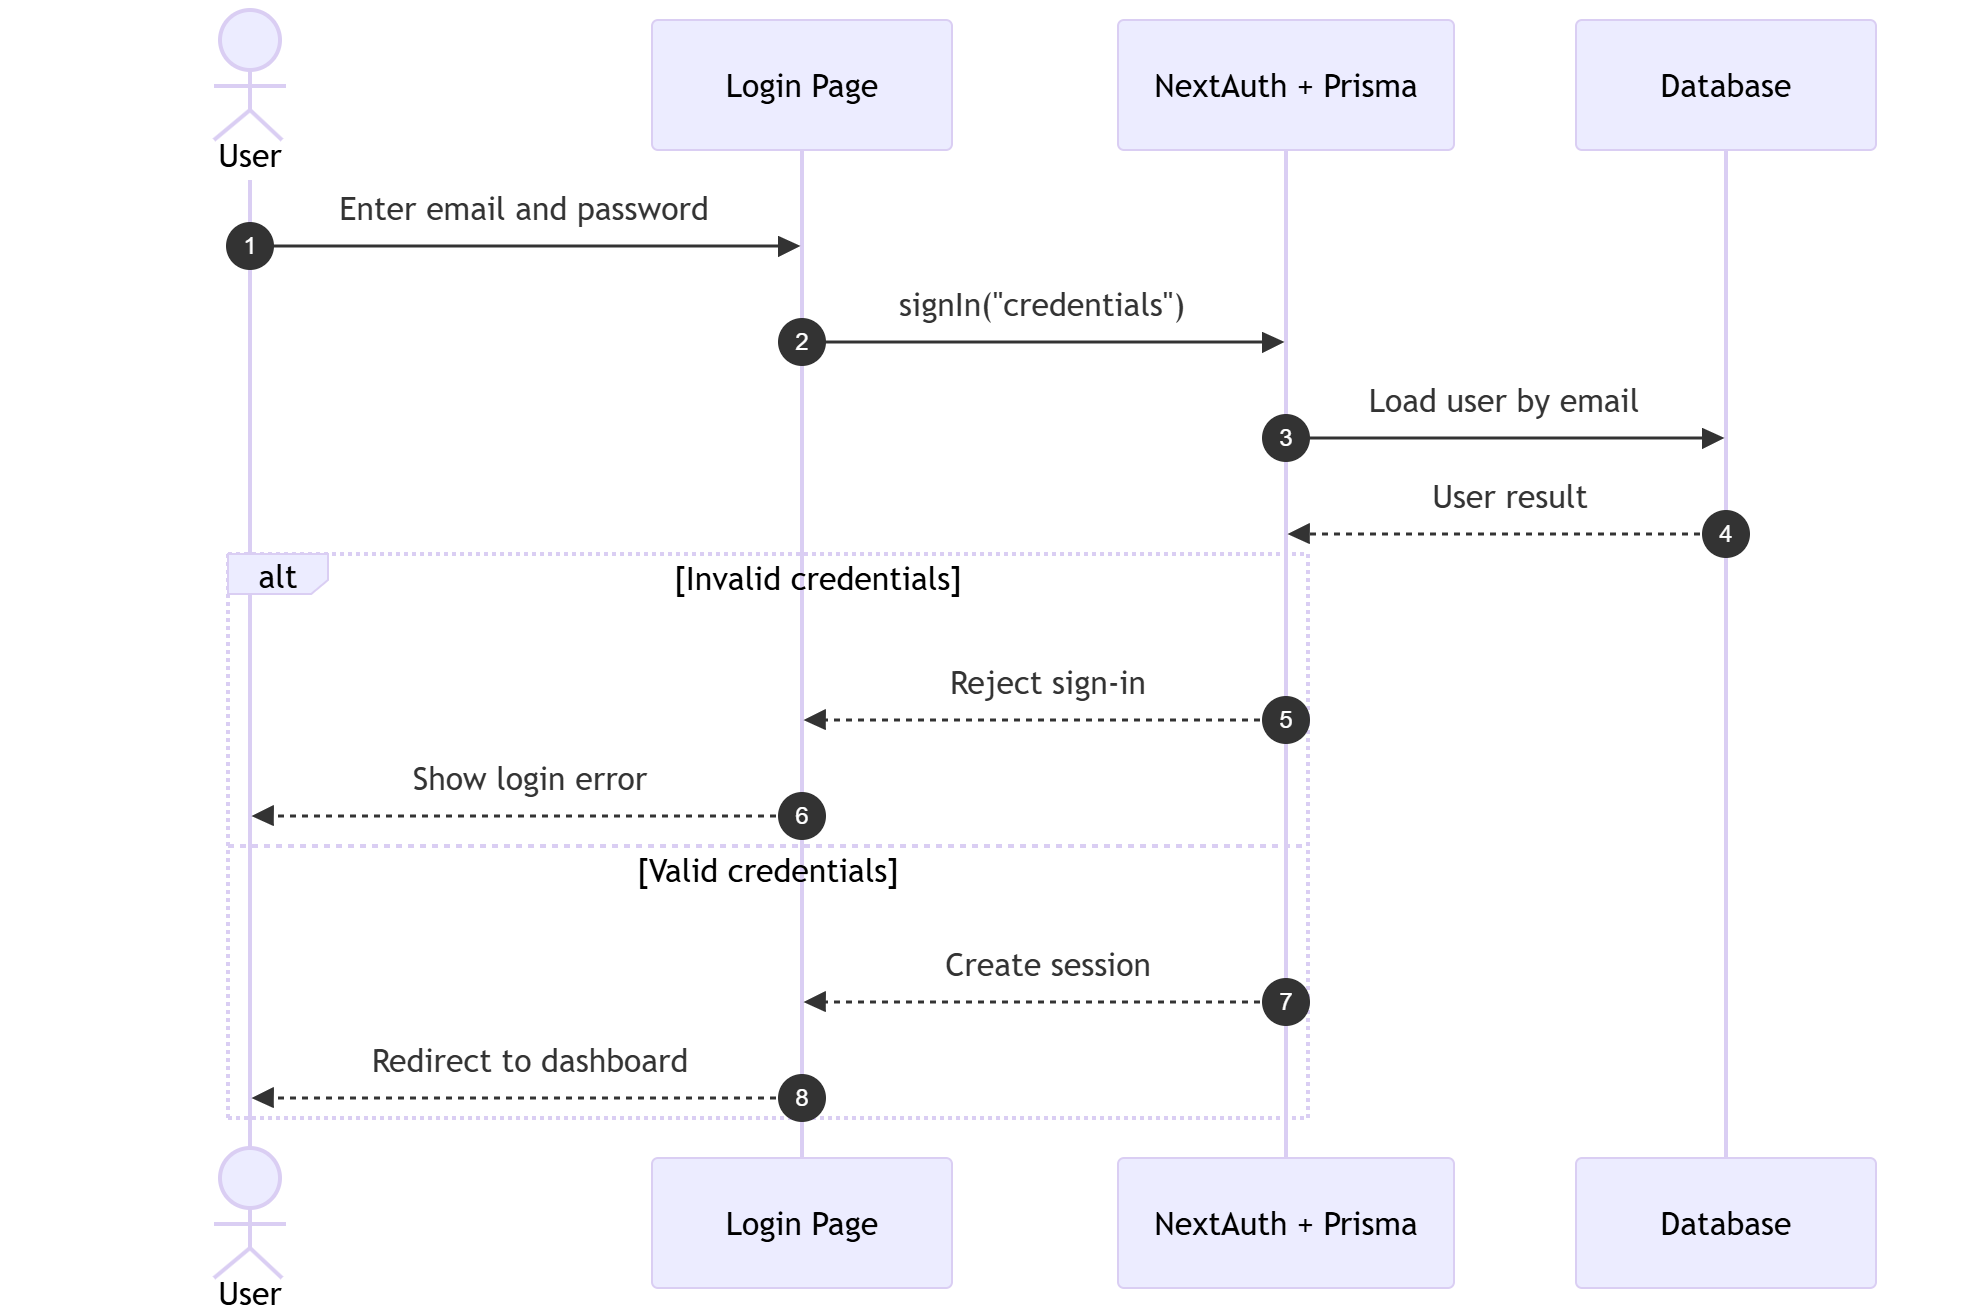 User
Login Page
NextAuth + Prisma
Database
Enter email and password
1
signIn("credentials")
2
Load user by email
3
User result
4
alt
[Invalid credentials]
Reject sign-in
5
Show login error
6
[Valid credentials]
Create session
7
Redirect to dashboard
8
User
Login Page
NextAuth + Prisma
Database